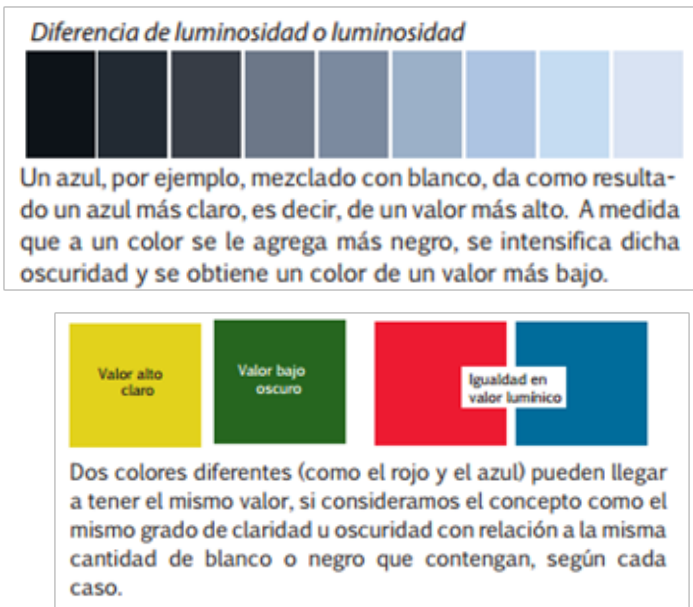 Diferencia de luminosidad o luminosidad
Un azul, por ejemplo, mezclado con blanco, da como resulta-
do un azul más claro, es decir, de un valor más alto. A medida
que a un color se le agrega más negro, se intensifica dicha
oscuridad y se obtiene un color de un valor más bajo.
Valor alto
claro
Valor bajo
oscuro
Igualdad en
valor lumínico
Dos colores diferentes (como el rojo y el azul) pueden llegar
a tener el mismo valor, si consideramos el concepto como el
mismo grado de claridad u oscuridad con relación a la misma
cantidad de blanco o negro que contengan, según cada
caso.